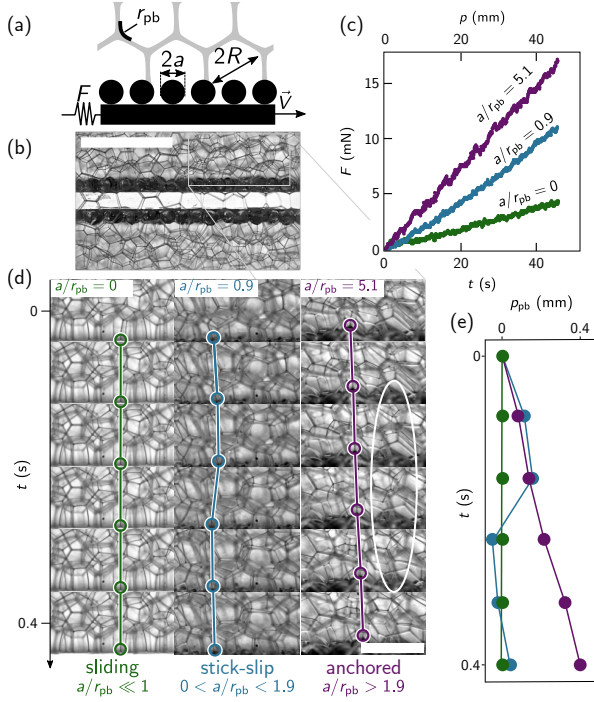 (a)
r_pb
2a
2R
F
V⃗
(b)
(c)
p (mm)
0 20 40
F (mN)
15
10
5
0
a/r_pb = 5.1
a/r_pb = 0.9
a/r_pb = 0
0 20 40
t (s)
(d)
a/r_pb = 0
a/r_pb = 0.9
a/r_pb = 5.1
0
t (s)
0.4
sliding
a/r_pb ≪ 1
stick-slip
0 < a/r_pb < 1.9
anchored
a/r_pb > 1.9
p_pb (mm)
0 0.4
(e)
0
t (s)
0.4